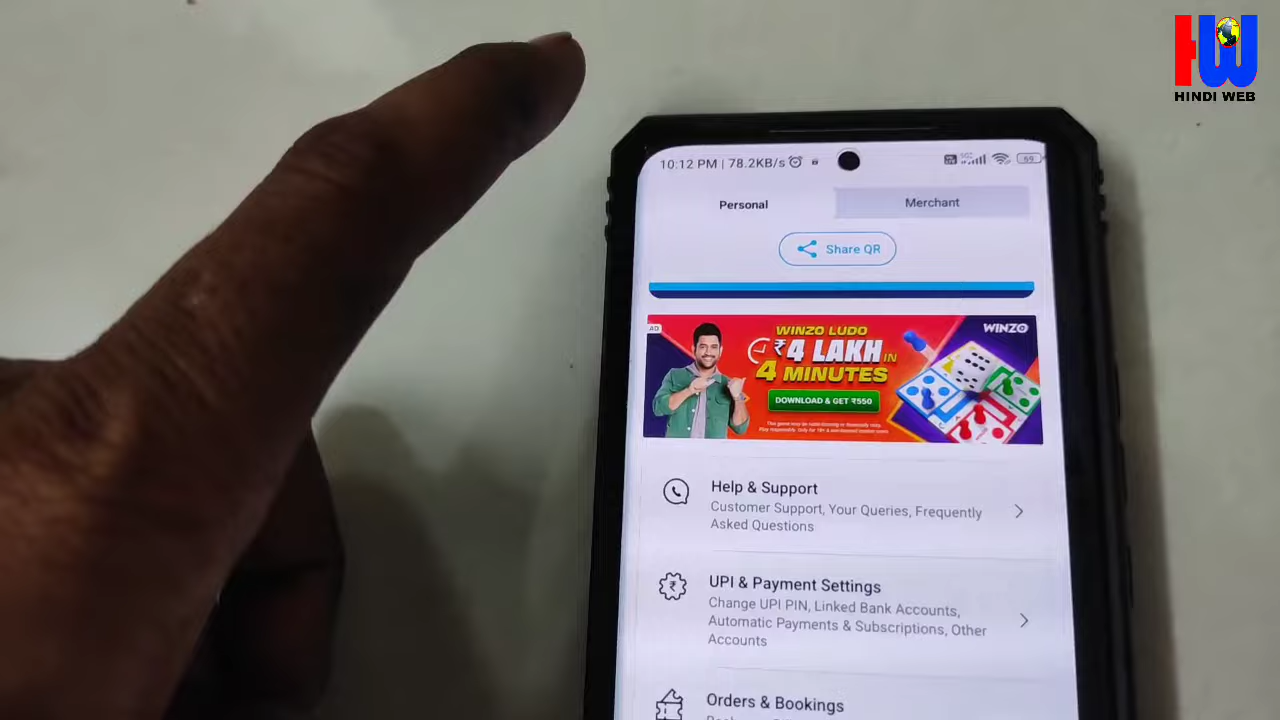 HINDI WEB
10:12 PM | 78.2KB/s
69
Personal
Merchant
Share QR
AD
WINZO LUDO
WINZO
₹4 LAKH IN
4 MINUTES
DOWNLOAD & GET ₹550
Help & Support
Customer Support, Your Queries, Frequently
Asked Questions
UPI & Payment Settings
Change UPI PIN, Linked Bank Accounts,
Automatic Payments & Subscriptions, Other
Accounts
Orders & Bookings